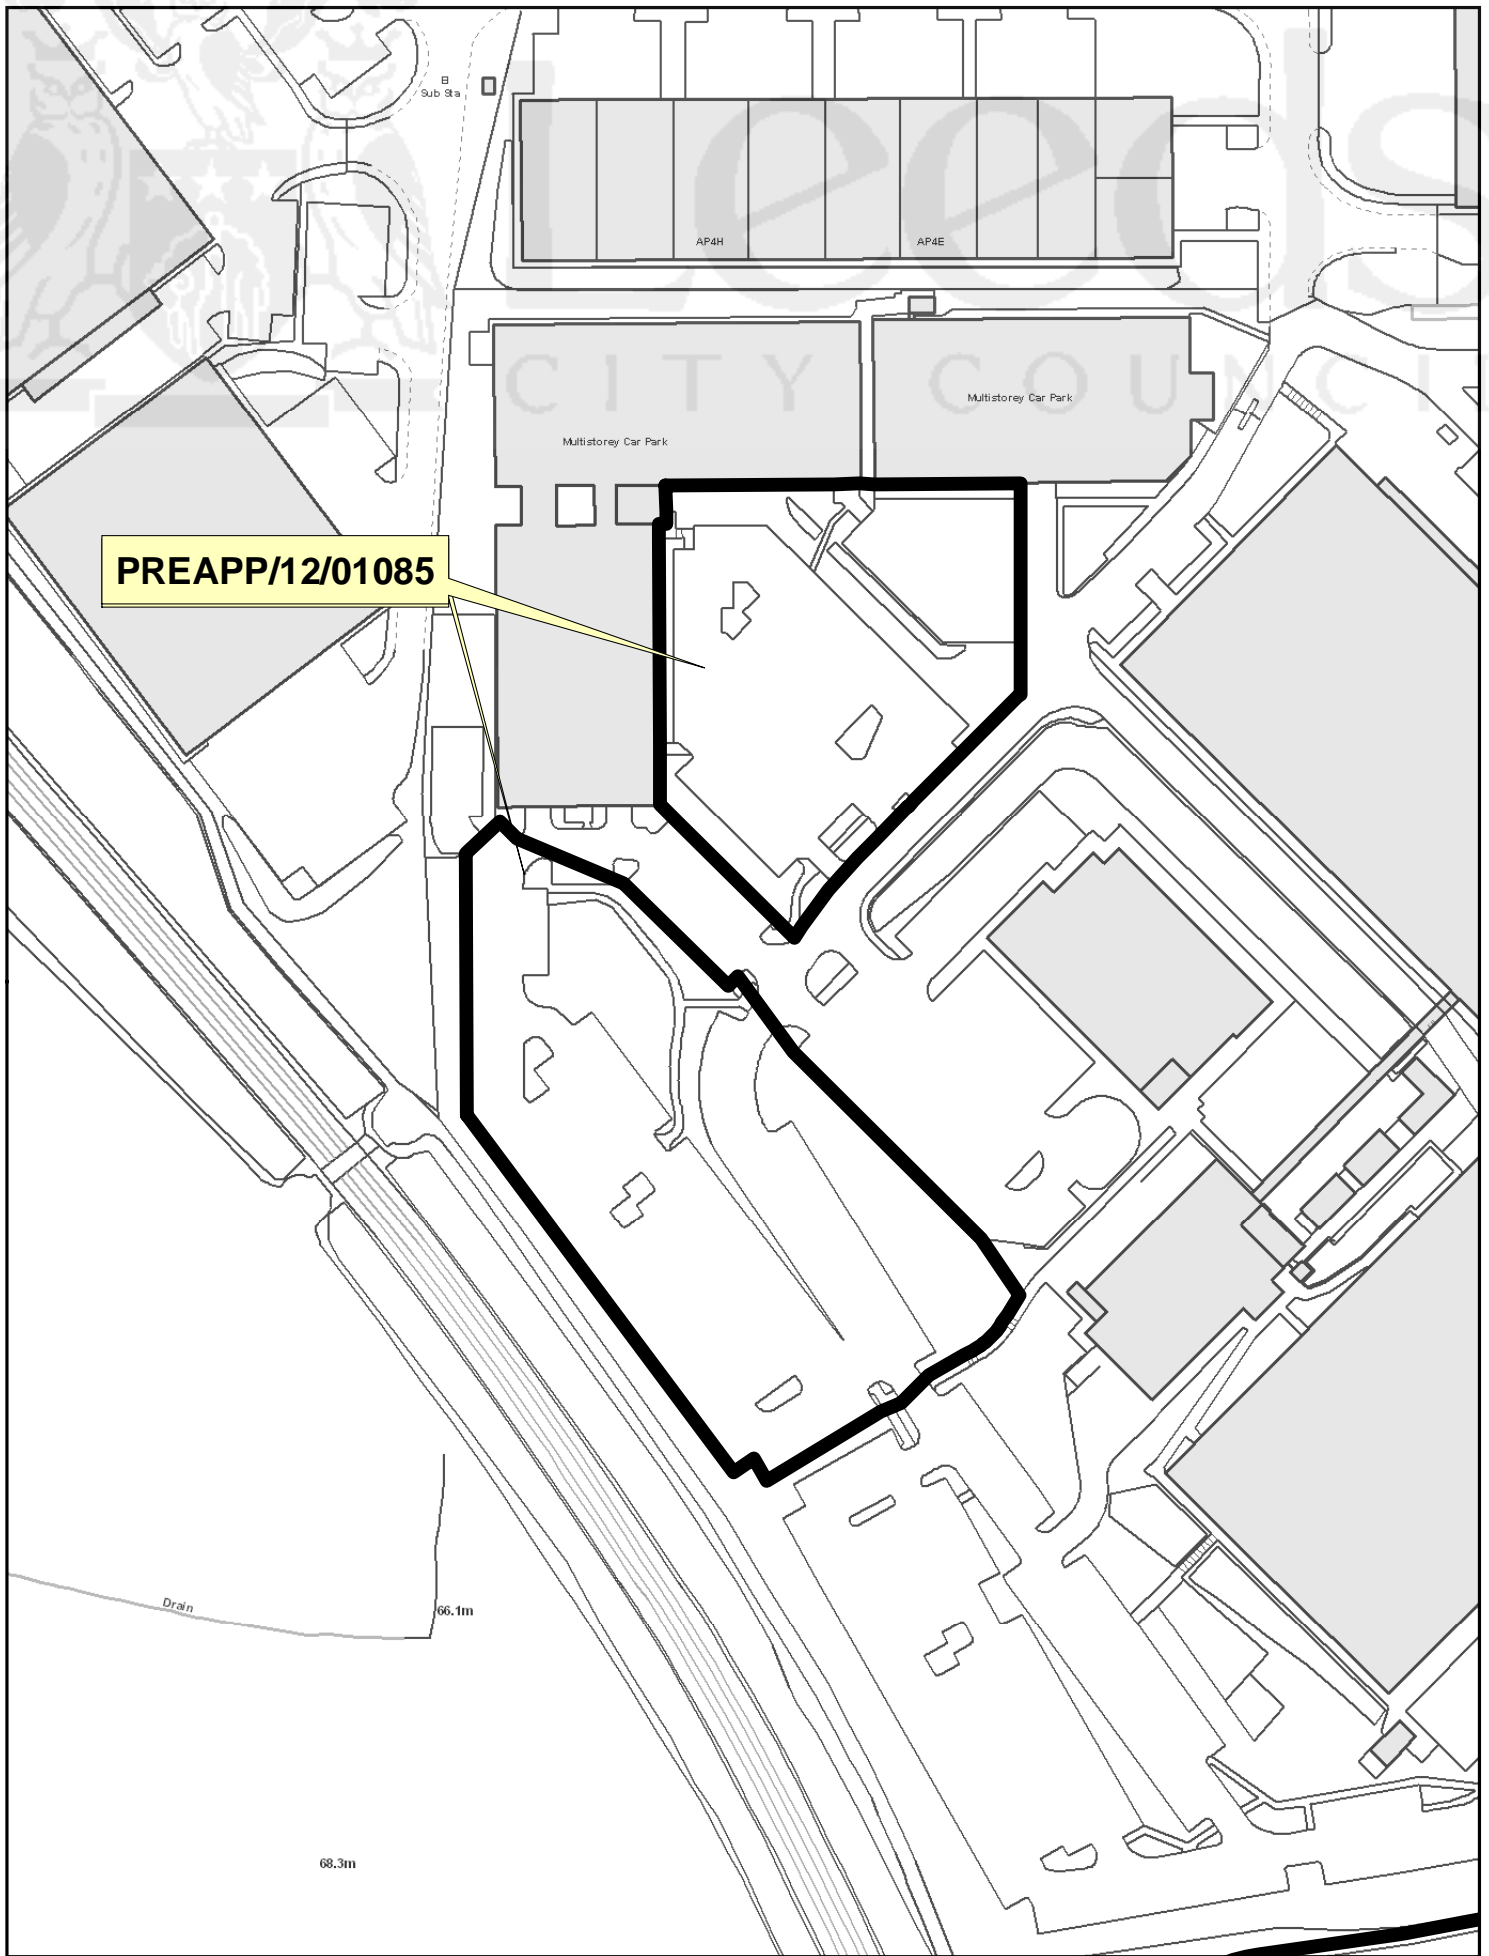 Leeds
CITY COUNCI
Sub Sta
AP4H
AP4E
Multistorey Car Park
Multistorey Car Park
PREAPP/12/01085
Drain
66.1m
68.3m